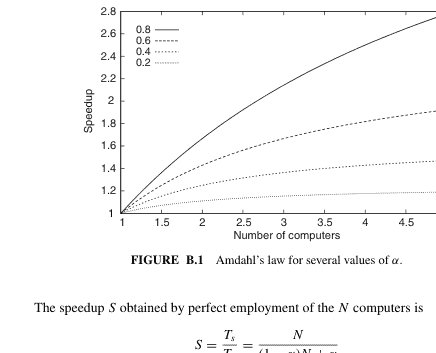 2.8
2.6
2.4
2.2
2
1.8
1.6
1.4
1.2
1
0.8
0.6
0.4
0.2
Speedup
1 1.5 2 2.5 3 3.5 4 4.5
Number of computers
FIGURE B.1 Amdahl's law for several values of α.
The speedup S obtained by perfect employment of the N computers is
S = T_s / = N /